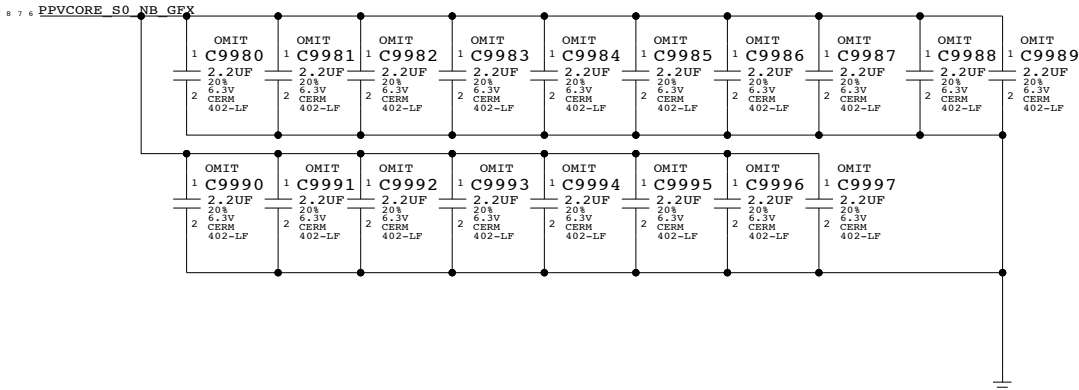 8 7 6 PPVCORE_S0_NB_GFX
OMIT OMIT OMIT OMIT OMIT OMIT OMIT OMIT OMIT OMIT
1 C9980 1 C9981 1 C9982 1 C9983 1 C9984 1 C9985 1 C9986 1 C9987 1 C9988 1 C9989
2.2UF 2.2UF 2.2UF 2.2UF 2.2UF 2.2UF 2.2UF 2.2UF 2.2UF 2.2UF
20% 20% 20% 20% 20% 20% 20% 20% 20% 20%
6.3V 6.3V 6.3V 6.3V 6.3V 6.3V 6.3V 6.3V 6.3V 6.3V
2 CERM 2 CERM 2 CERM 2 CERM 2 CERM 2 CERM 2 CERM 2 CERM 2 CERM 2 CERM
402-LF 402-LF 402-LF 402-LF 402-LF 402-LF 402-LF 402-LF 402-LF 402-LF
OMIT OMIT OMIT OMIT OMIT OMIT OMIT OMIT
1 C9990 1 C9991 1 C9992 1 C9993 1 C9994 1 C9995 1 C9996 1 C9997
2.2UF 2.2UF 2.2UF 2.2UF 2.2UF 2.2UF 2.2UF 2.2UF
20% 20% 20% 20% 20% 20% 20% 20%
6.3V 6.3V 6.3V 6.3V 6.3V 6.3V 6.3V 6.3V
2 CERM 2 CERM 2 CERM 2 CERM 2 CERM 2 CERM 2 CERM 2 CERM
402-LF 402-LF 402-LF 402-LF 402-LF 402-LF 402-LF 402-LF